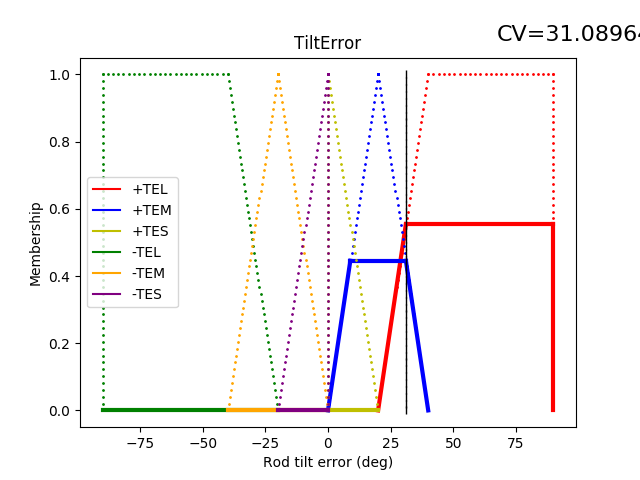 CV=31.08964
TiltError
1.0
0.8
0.6
0.4
0.2
0.0
Membership
+TEL
+TEM
+TES
-TEL
-TEM
-TES
−75
−50
−25
0
25
50
75
Rod tilt error (deg)